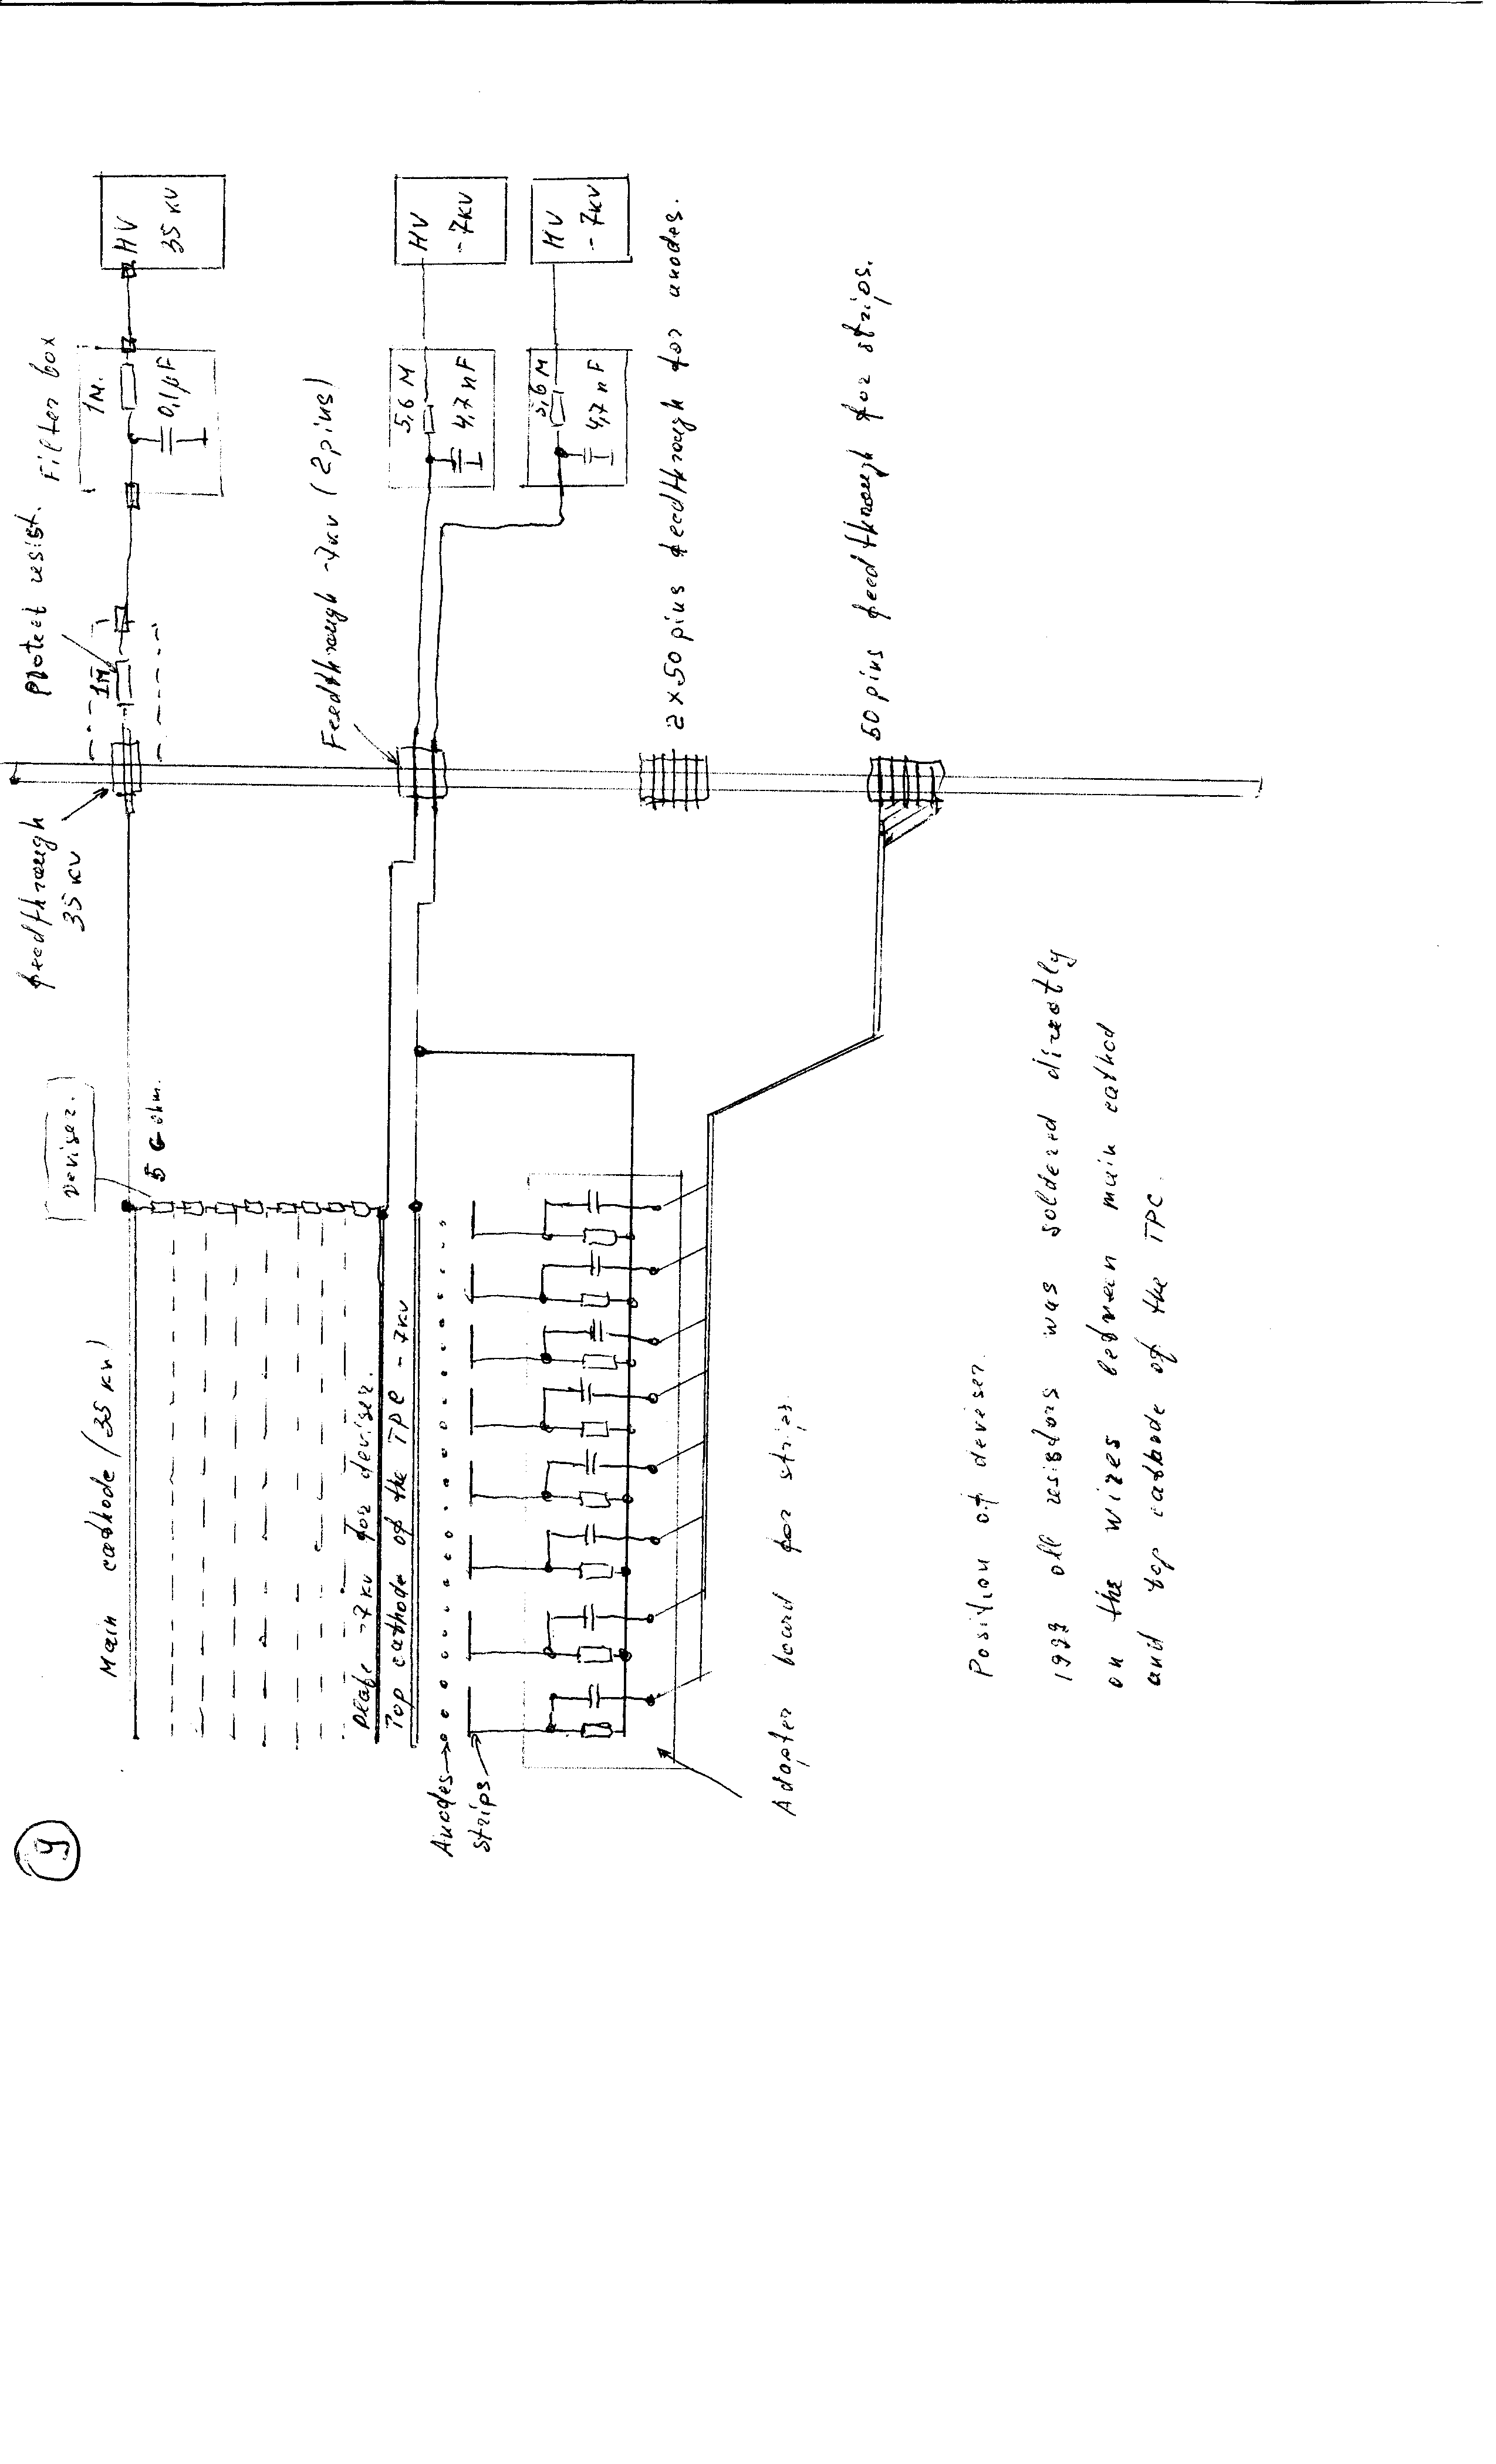 9
Main cathode (35 KV)
Deviser.
5 G ohm.
feedthrough
35 KV
Protect resist.
1M
Filter box
1M.
0,1µF
HV
35 KV
Plate -7KV for deviser.
Top cathode of the TPC -7KV
Feedthrough -7KV (2 pins)
5,6 M
4,7 nF
HV
-7KV
5,6 M
4,7 nF
HV
-7KV
Anodes
strips
2 x 50 pins feedthrough for anodes.
Adapter board for strips.
50 pins feedthrough for strips.
Position of deviser.
all resistors was soldered directly
on the wires between main cathod
and top cathode of the TPC.